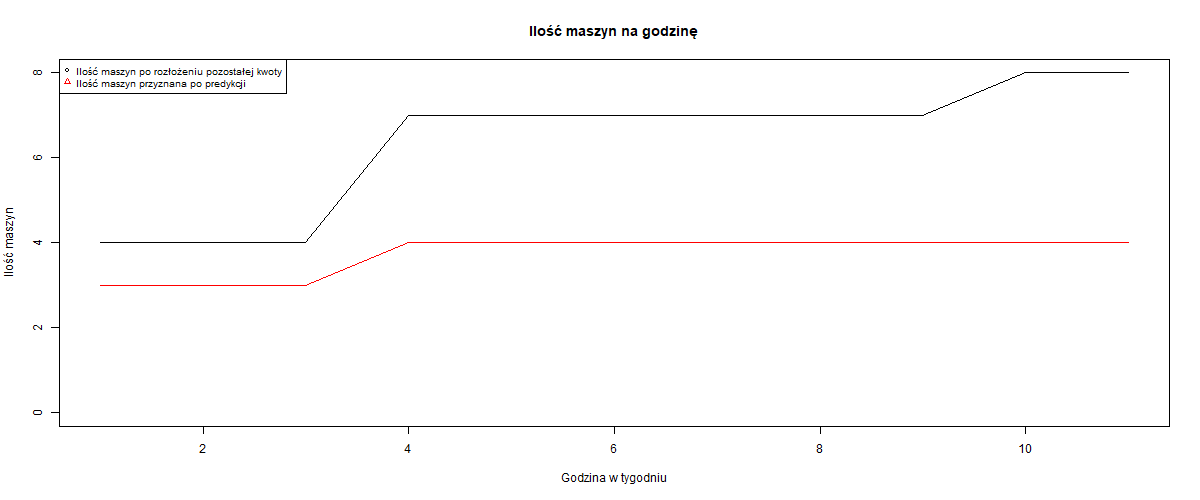 Ilość maszyn na godzinę
Ilość maszyn po rozłożeniu pozostałej kwoty
Ilość maszyn przyznana po predykcji
Ilość maszyn
8
6
4
2
0
2
4
6
8
10
Godzina w tygodniu